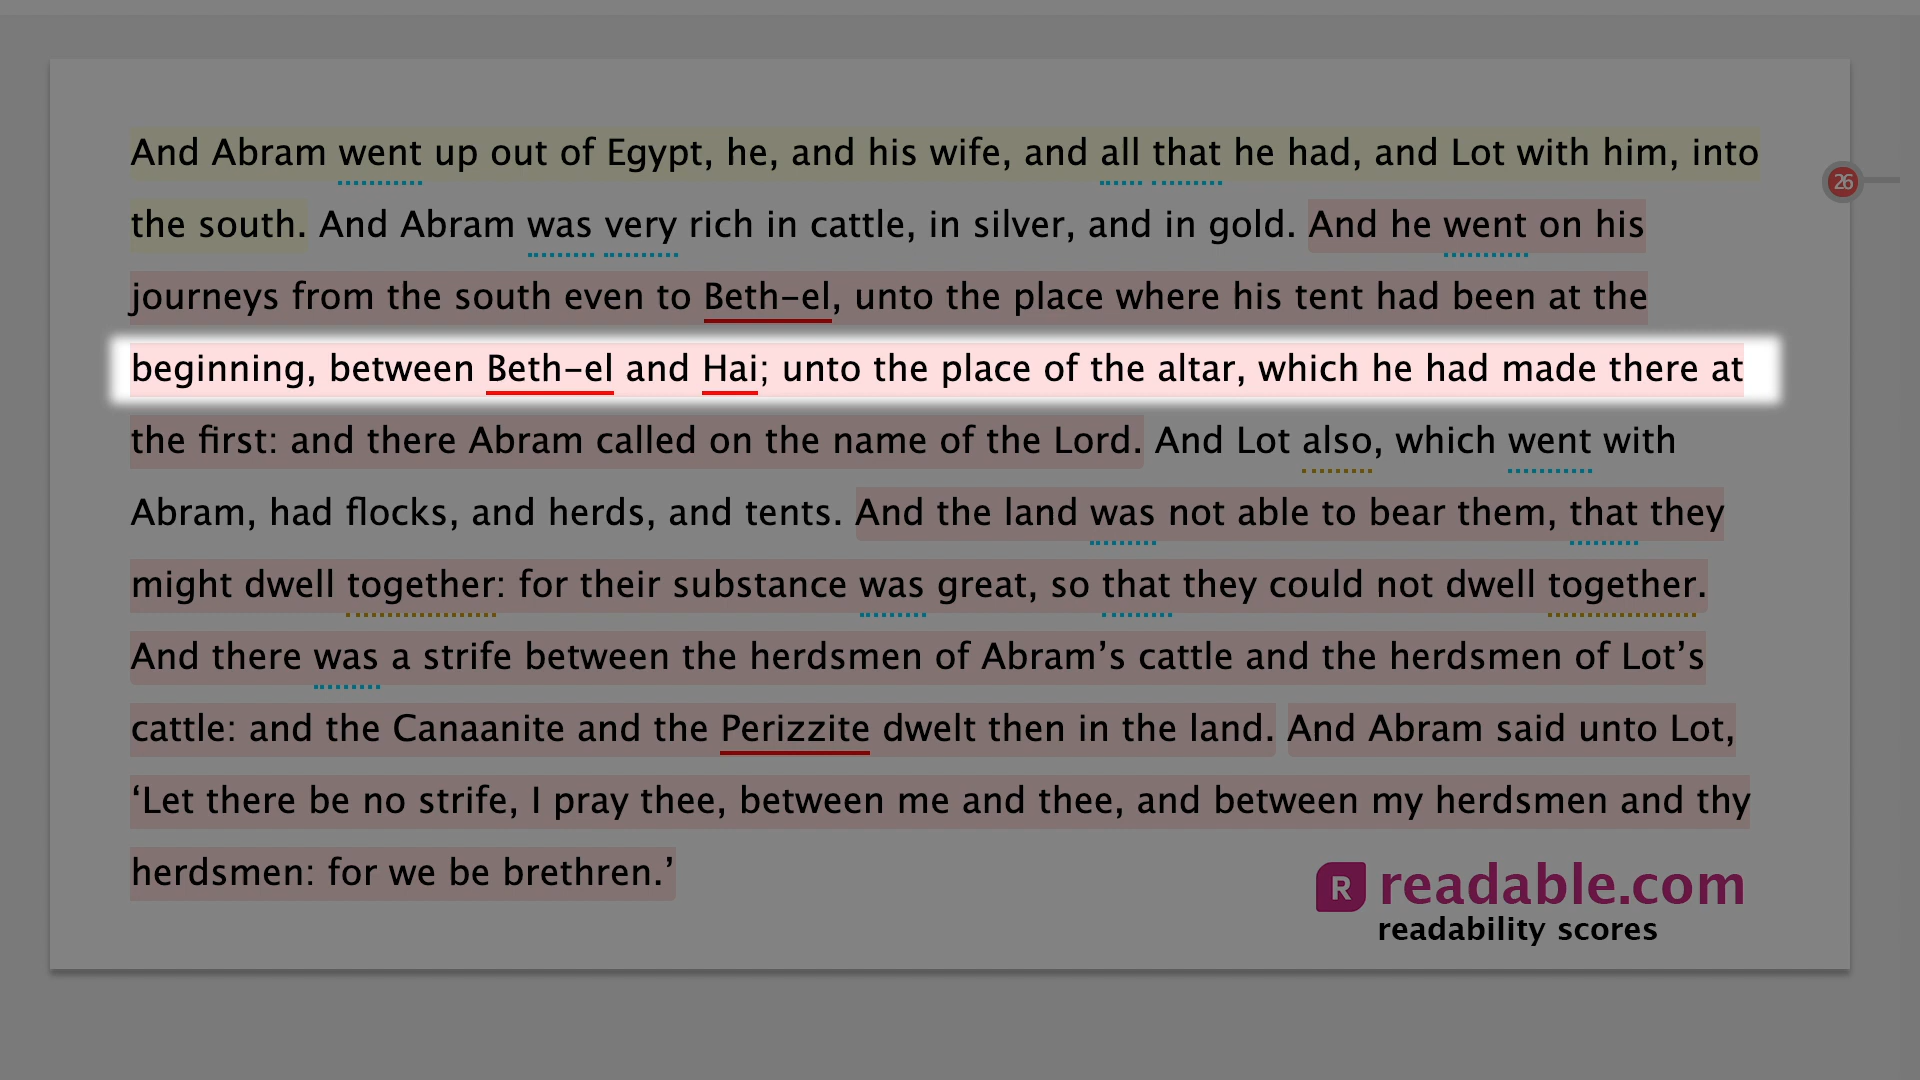 And Abram went up out of Egypt, he, and his wife, and all that he had, and Lot with him, into
26
the south. And Abram was very rich in cattle, in silver, and in gold. And he went on his
journeys from the south even to Beth-el, unto the place where his tent had been at the
beginning, between Beth-el and Hai; unto the place of the altar, which he had made there at
the first: and there Abram called on the name of the Lord. And Lot also, which went with
Abram, had flocks, and herds, and tents. And the land was not able to bear them, that they
might dwell together: for their substance was great, so that they could not dwell together.
And there was a strife between the herdsmen of Abram’s cattle and the herdsmen of Lot’s
cattle: and the Canaanite and the Perizzite dwelt then in the land. And Abram said unto Lot,
‘Let there be no strife, I pray thee, between me and thee, and between my herdsmen and thy
herdsmen: for we be brethren.’
R readable.com
readability scores